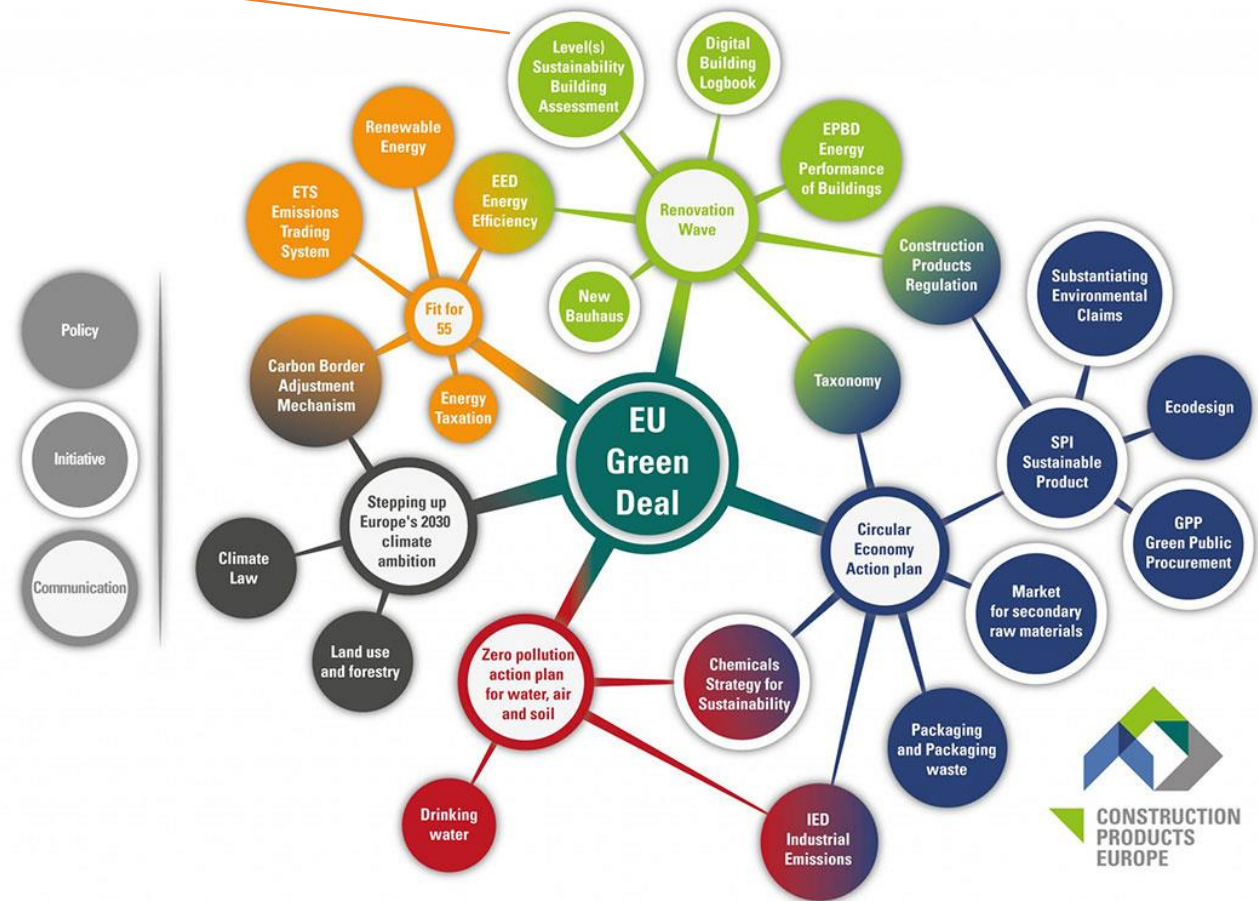 Level(s)
Sustainability
Building
Assessment
Digital
Building
Logbook
EPBD
Energy
Performance
of Buildings
Renewable
Energy
EED
Energy
Efficiency
ETS
Emissions
Trading
System
Renovation
Wave
Construction
Products
Regulation
Substantiating
Environmental
Claims
New
Bauhaus
Fit for
55
Policy
Carbon Border
Adjustment
Mechanism
Energy
Taxation
Taxonomy
Ecodesign
EU
Green
Deal
SPI
Sustainable
Product
Initiative
Stepping up
Europe's 2030
climate
ambition
Circular
Economy
Action plan
GPP
Green Public
Procurement
Climate
Law
Communication
Market
for secondary
raw materials
Land use
and forestry
Zero pollution
action plan
for water, air
and soil
Chemicals
Strategy for
Sustainability
Packaging
and Packaging
waste
Drinking
water
IED
Industrial
Emissions
CONSTRUCTION
PRODUCTS
EUROPE